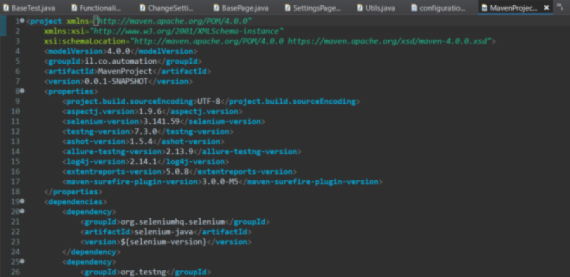 BaseTest.java Functionali... ChangeSetti... BasePage.java SettingsPage... Utils.java configuratio... MavenProjec...
1 <project xmlns="http://maven.apache.org/POM/4.0.0"
2 xmlns:xsi="http://www.w3.org/2001/XMLSchema-instance"
3 xsi:schemaLocation="http://maven.apache.org/POM/4.0.0 https://maven.apache.org/xsd/maven-4.0.0.xsd">
4 <modelVersion>4.0.0</modelVersion>
5 <groupId>il.co.automation</groupId>
6 <artifactId>MavenProject</artifactId>
7 <version>0.0.1-SNAPSHOT</version>
8 <properties>
9 <project.build.sourceEncoding>UTF-8</project.build.sourceEncoding>
10 <aspectj.version>1.9.6</aspectj.version>
11 <selenium-version>3.141.59</selenium-version>
12 <testng-version>7.3.0</testng-version>
13 <ashot-version>1.5.4</ashot-version>
14 <allure-testng-version>2.13.9</allure-testng-version>
15 <log4j-version>2.14.1</log4j-version>
16 <extentreports-version>5.0.8</extentreports-version>
17 <maven-surefire-plugin-version>3.0.0-M5</maven-surefire-plugin-version>
18 </properties>
19 <dependencies>
20 <dependency>
21 <groupId>org.seleniumhq.selenium</groupId>
22 <artifactId>selenium-java</artifactId>
23 <version>${selenium-version}</version>
24 </dependency>
25 <dependency>
26 <groupId>org.testng</groupId>